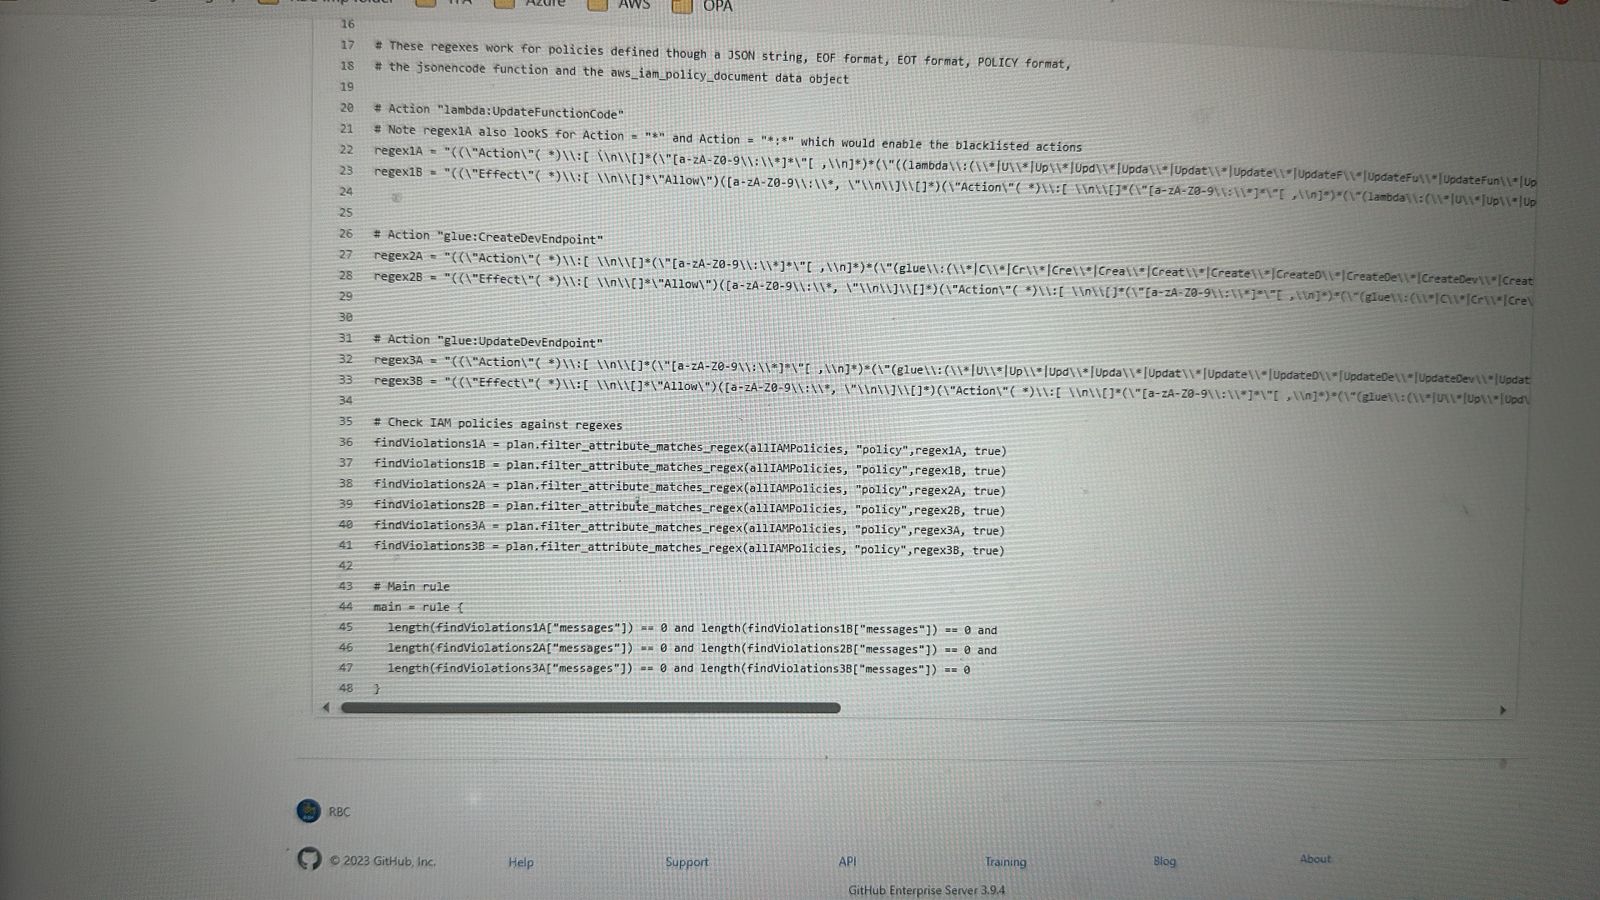 ITA Azure AWS OPA
16
17 # These regexes work for policies defined though a JSON string, EOF format, EOT format, POLICY format,
18 # the jsonencode function and the aws_iam_policy_document data object
19
20 # Action "lambda:UpdateFunctionCode"
21 # Note regex1A also lookS for Action = "*" and Action = "*:*" which would enable the blacklisted actions
22 regex1A = "((\"Action\"( *)\\:[ \\n\\[]*(\"[a-zA-Z0-9\\:\\*]*\"[ ,\\n]*)*(\"((lambda\\:(\\*|U\\*|Up\\*|Upd\\*|Upda\\*|Updat\\*|Update\\*|UpdateF\\*|UpdateFu\\*|UpdateFun\\*|Up
23 regex1B = "((\"Effect\"( *)\\:[ \\n\\[]*\"Allow\")([a-zA-Z0-9\\:\\*, \"\\n\\]\\[]*)(\"Action\"( *)\\:[ \\n\\[]*(\"[a-zA-Z0-9\\:\\*]*\"[ ,\\n]*)*(\"(lambda\\:(\\*|U\\*|Up\\*|Up
24
25
26 # Action "glue:CreateDevEndpoint"
27 regex2A = "((\"Action\"( *)\\:[ \\n\\[]*(\"[a-zA-Z0-9\\:\\*]*\"[ ,\\n]*)*(\"(glue\\:(\\*|C\\*|Cr\\*|Cre\\*|Crea\\*|Creat\\*|Create\\*|CreateD\\*|CreateDe\\*|CreateDev\\*|Creat
28 regex2B = "((\"Effect\"( *)\\:[ \\n\\[]*\"Allow\")([a-zA-Z0-9\\:\\*, \"\\n\\]\\[]*)(\"Action\"( *)\\:[ \\n\\[]*(\"[a-zA-Z0-9\\:\\*]*\"[ ,\\n]*)*(\"(glue\\:(\\*|C\\*|Cr\\*|Cre\
29
30
31 # Action "glue:UpdateDevEndpoint"
32 regex3A = "((\"Action\"( *)\\:[ \\n\\[]*(\"[a-zA-Z0-9\\:\\*]*\"[ ,\\n]*)*(\"(glue\\:(\\*|U\\*|Up\\*|Upd\\*|Upda\\*|Updat\\*|Update\\*|UpdateD\\*|UpdateDe\\*|UpdateDev\\*|Updat
33 regex3B = "((\"Effect\"( *)\\:[ \\n\\[]*\"Allow\")([a-zA-Z0-9\\:\\*, \"\\n\\]\\[]*)(\"Action\"( *)\\:[ \\n\\[]*(\"[a-zA-Z0-9\\:\\*]*\"[ ,\\n]*)*(\"(glue\\:(\\*|U\\*|Up\\*|Upd\
34
35 # Check IAM policies against regexes
36 findViolations1A = plan.filter_attribute_matches_regex(allIAMPolicies, "policy",regex1A, true)
37 findViolations1B = plan.filter_attribute_matches_regex(allIAMPolicies, "policy",regex1B, true)
38 findViolations2A = plan.filter_attribute_matches_regex(allIAMPolicies, "policy",regex2A, true)
39 findViolations2B = plan.filter_attribute_matches_regex(allIAMPolicies, "policy",regex2B, true)
40 findViolations3A = plan.filter_attribute_matches_regex(allIAMPolicies, "policy",regex3A, true)
41 findViolations3B = plan.filter_attribute_matches_regex(allIAMPolicies, "policy",regex3B, true)
42
43 # Main rule
44 main = rule {
45 length(findViolations1A["messages"]) == 0 and length(findViolations1B["messages"]) == 0 and
46 length(findViolations2A["messages"]) == 0 and length(findViolations2B["messages"]) == 0 and
47 length(findViolations3A["messages"]) == 0 and length(findViolations3B["messages"]) == 0
48 }
RBC
© 2023 GitHub, Inc. Help Support API Training Blog About
GitHub Enterprise Server 3.9.4